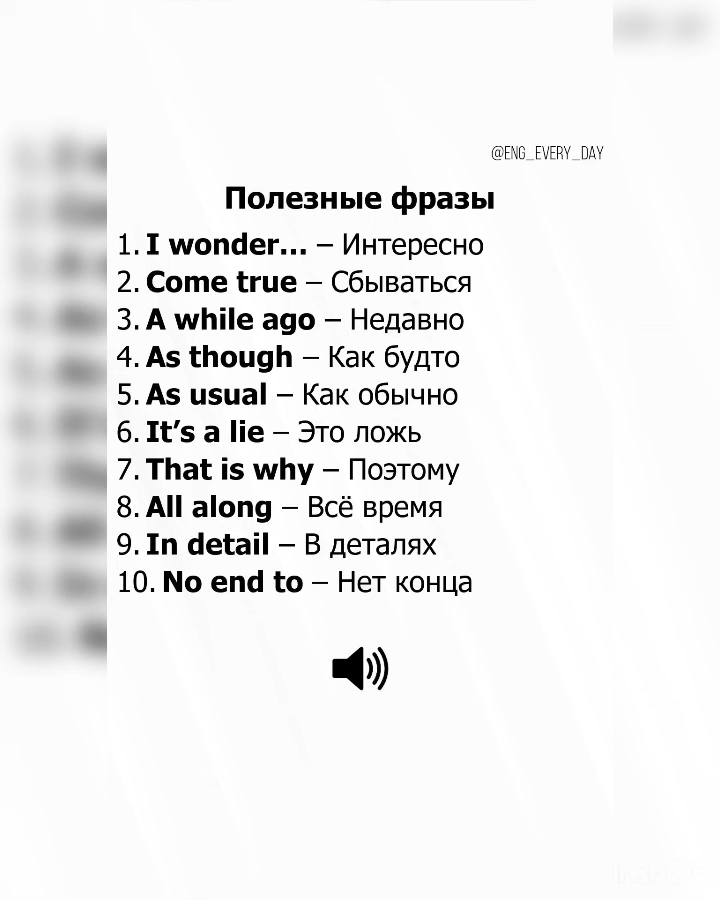 @ENG_EVERY_DAY
Полезные фразы
1. I wonder... – Интересно
2. Come true – Сбываться
3. A while ago – Недавно
4. As though – Как будто
5. As usual – Как обычно
6. It’s a lie – Это ложь
7. That is why – Поэтому
8. All along – Всё время
9. In detail – В деталях
10. No end to – Нет конца